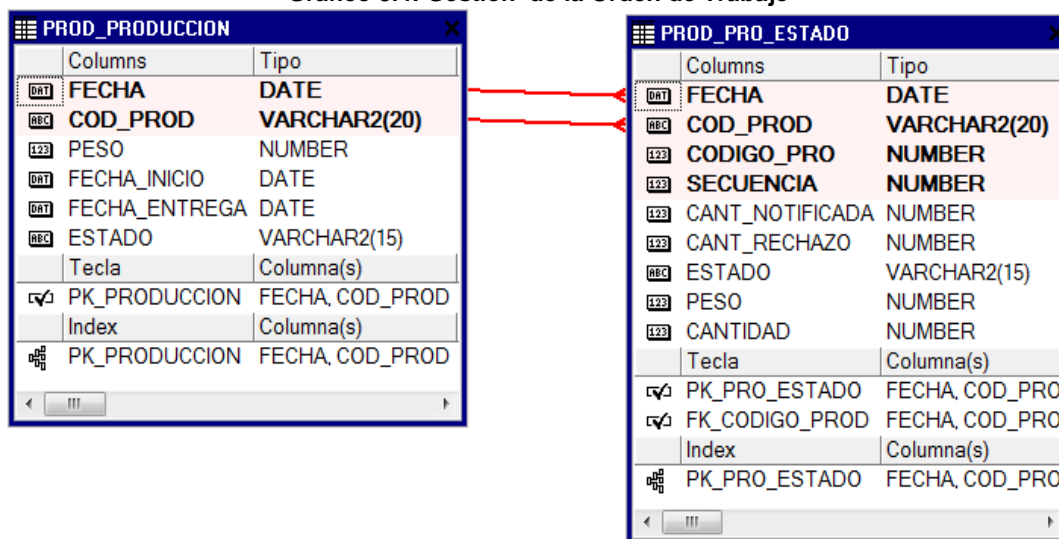 PROD_PRODUCCION
Columns Tipo
FECHA DATE
COD_PROD VARCHAR2(20)
PESO NUMBER
FECHA_INICIO DATE
FECHA_ENTREGA DATE
ESTADO VARCHAR2(15)
Tecla Columna(s)
PK_PRODUCCION FECHA, COD_PROD
Index Columna(s)
PK_PRODUCCION FECHA, COD_PROD
PROD_PRO_ESTADO
Columns Tipo
FECHA DATE
COD_PROD VARCHAR2(20)
CODIGO_PRO NUMBER
SECUENCIA NUMBER
CANT_NOTIFICADA NUMBER
CANT_RECHAZO NUMBER
ESTADO VARCHAR2(15)
PESO NUMBER
CANTIDAD NUMBER
Tecla Columna(s)
PK_PRO_ESTADO FECHA, COD_PRO
FK_CODIGO_PROD FECHA, COD_PRO
Index Columna(s)
PK_PRO_ESTADO FECHA, COD_PRO